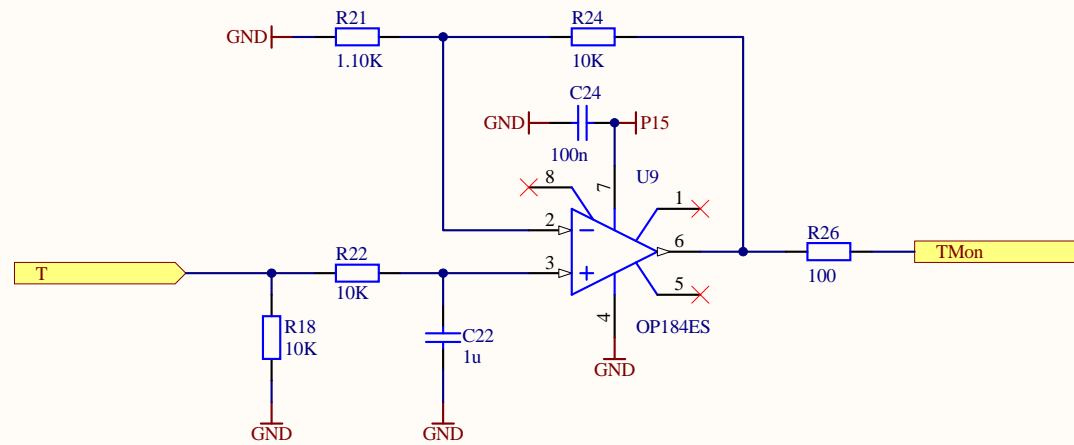 R21
R24
GND
1.10K
10K
C24
GND
P15
100n
U9
8
7
1
2
6
R26
T
R22
3
TMon
10K
100
5
R18
10K
C22
1u
4
OP184ES
GND
GND
GND